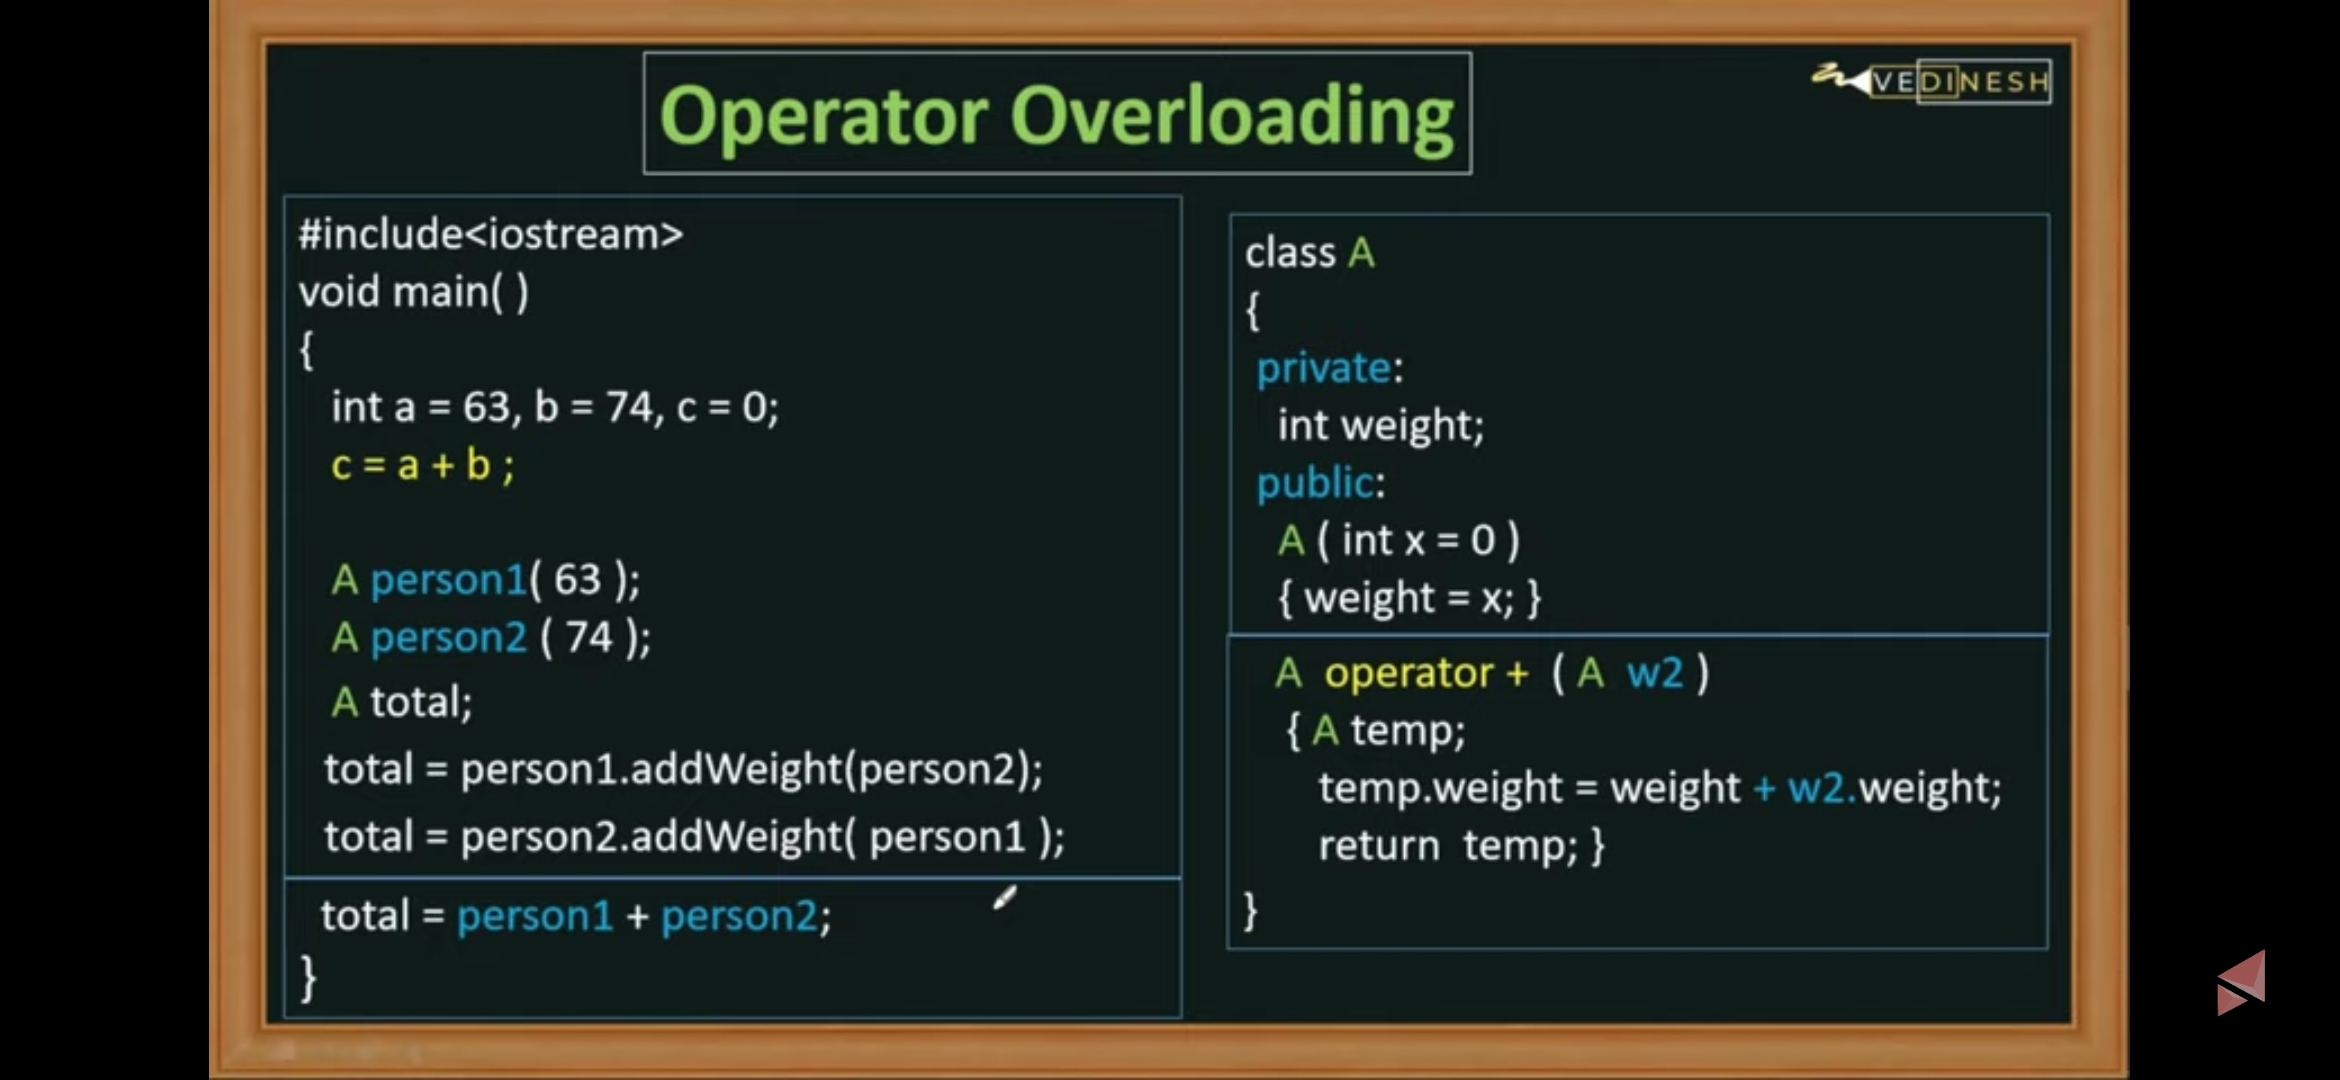 Operator Overloading
VEDINESH
#include<iostream>
void main( )
{
int a = 63, b = 74, c = 0;
c = a + b ;
A person1( 63 );
A person2 ( 74 );
A total;
total = person1.addWeight(person2);
total = person2.addWeight( person1 );
total = person1 + person2;
}
class A
{
private:
int weight;
public:
A ( int x = 0 )
{ weight = x; }
A operator + ( A w2 )
{ A temp;
temp.weight = weight + w2.weight;
return temp; }
}